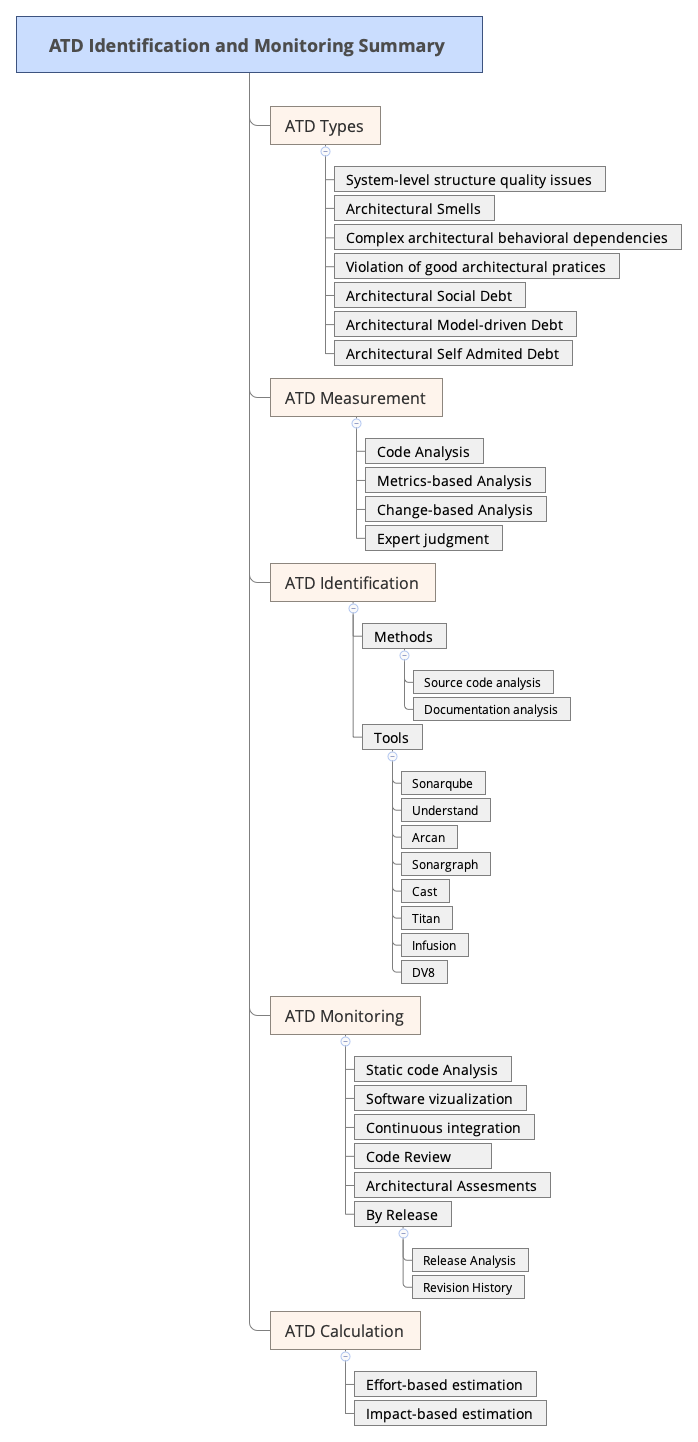 ATD Identification and Monitoring Summary
ATD Types
System-level structure quality issues
Architectural Smells
Complex architectural behavioral dependencies
Violation of good architectural pratices
Architectural Social Debt
Architectural Model-driven Debt
Architectural Self Admited Debt
ATD Measurement
Code Analysis
Metrics-based Analysis
Change-based Analysis
Expert judgment
ATD Identification
Methods
Source code analysis
Documentation analysis
Tools
Sonarqube
Understand
Arcan
Sonargraph
Cast
Titan
Infusion
DV8
ATD Monitoring
Static code Analysis
Software vizualization
Continuous integration
Code Review
Architectural Assesments
By Release
Release Analysis
Revision History
ATD Calculation
Effort-based estimation
Impact-based estimation